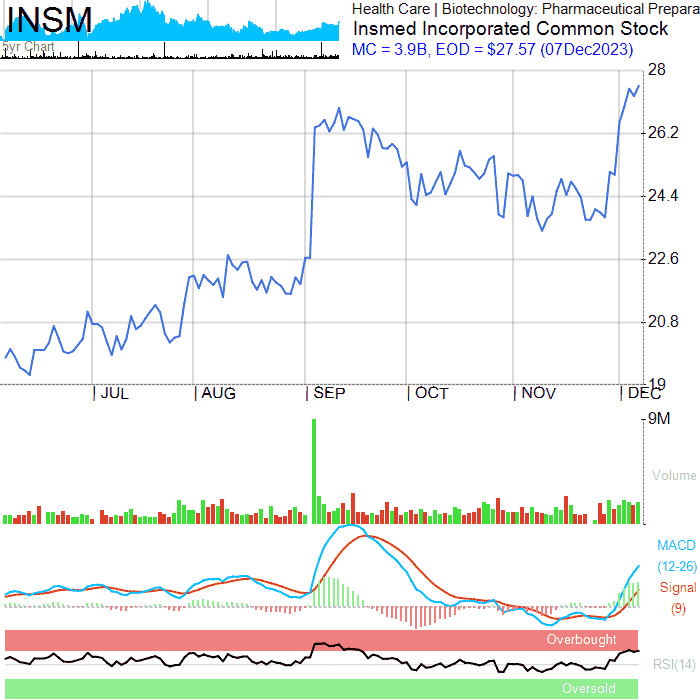 INSM
5yr Chart
Health Care | Biotechnology: Pharmaceutical Prepara
Insmed Incorporated Common Stock
MC = 3.9B, EOD = $27.57 (07Dec2023)
28
26.2
24.4
22.6
20.8
19
JUL AUG SEP OCT NOV DEC
9M
Volume
MACD
(12-26)
Signal
(9)
Overbought
RSI(14)
Oversold